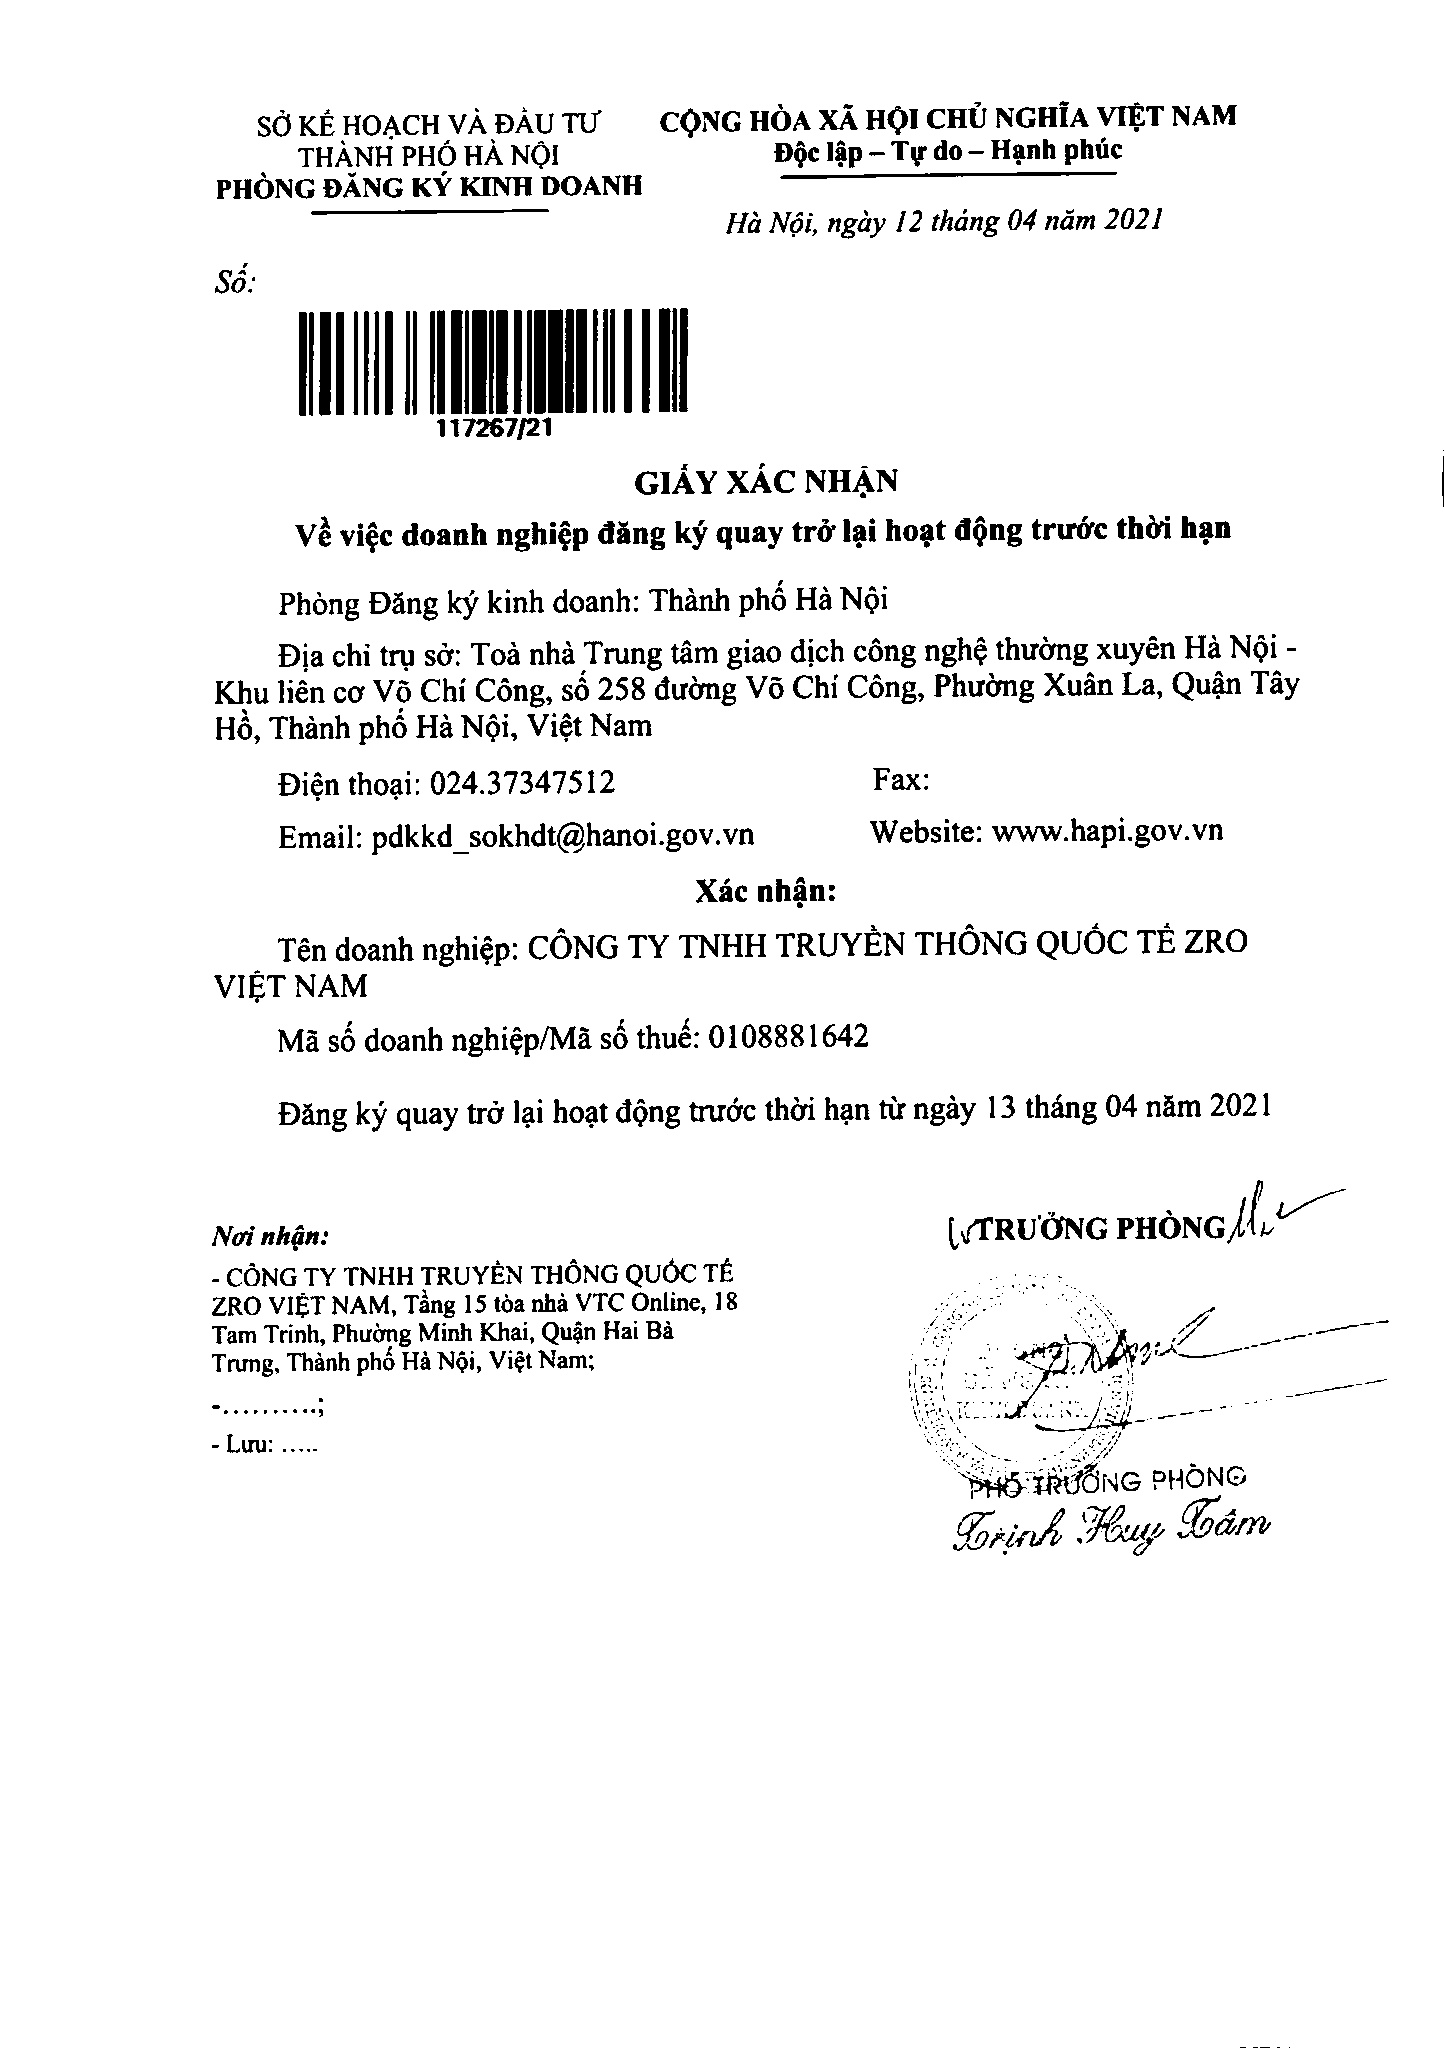 SỞ KẾ HOẠCH VÀ ĐẦU TƯ
THÀNH PHỐ HÀ NỘI
PHÒNG ĐĂNG KÝ KINH DOANH
CỘNG HÒA XÃ HỘI CHỦ NGHĨA VIỆT NAM
Độc lập – Tự do – Hạnh phúc
Hà Nội, ngày 12 tháng 04 năm 2021
Số:
117267/21
GIẤY XÁC NHẬN
Về việc doanh nghiệp đăng ký quay trở lại hoạt động trước thời hạn
Phòng Đăng ký kinh doanh: Thành phố Hà Nội
Địa chỉ trụ sở: Toà nhà Trung tâm giao dịch công nghệ thường xuyên Hà Nội -
Khu liên cơ Võ Chí Công, số 258 đường Võ Chí Công, Phường Xuân La, Quận Tây
Hồ, Thành phố Hà Nội, Việt Nam
Điện thoại: 024.37347512 Fax:
Email: pdkkd_sokhdt@hanoi.gov.vn Website: www.hapi.gov.vn
Xác nhận:
Tên doanh nghiệp: CÔNG TY TNHH TRUYỀN THÔNG QUỐC TẾ ZRO
VIỆT NAM
Mã số doanh nghiệp/Mã số thuế: 0108881642
Đăng ký quay trở lại hoạt động trước thời hạn từ ngày 13 tháng 04 năm 2021
Nơi nhận:
- CÔNG TY TNHH TRUYỀN THÔNG QUỐC TẾ
ZRO VIỆT NAM, Tầng 15 tòa nhà VTC Online, 18
Tam Trinh, Phường Minh Khai, Quận Hai Bà
Trưng, Thành phố Hà Nội, Việt Nam;
-..........;
- Lưu: .....
TRƯỞNG PHÒNG
PHÓ TRƯỞNG PHÒNG
Trịnh Huy Tâm